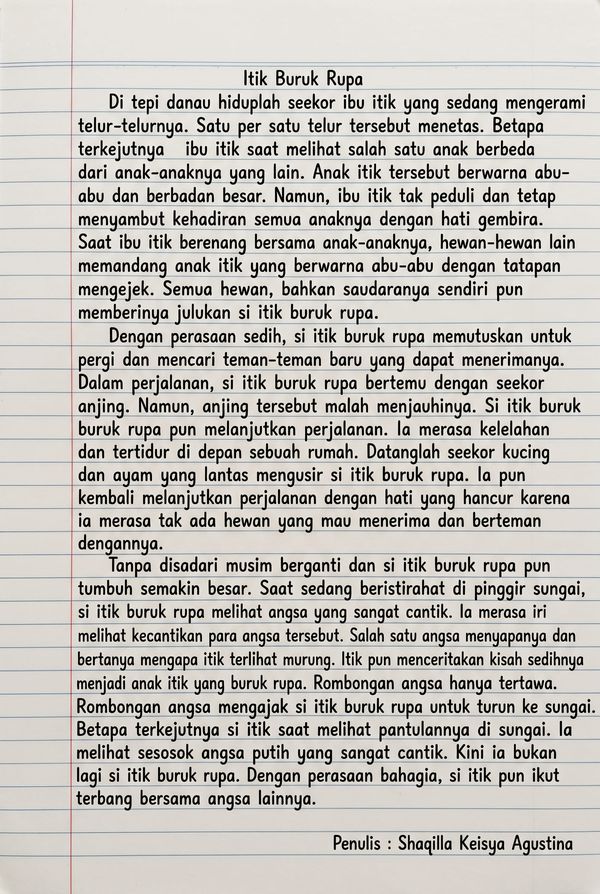 Itik Buruk Rupa
Di tepi danau hiduplah seekor ibu itik yang sedang mengerami
telur-telurnya. Satu per satu telur tersebut menetas. Betapa
terkejutnya ibu itik saat melihat salah satu anak berbeda
dari anak-anaknya yang lain. Anak itik tersebut berwarna abu-
abu dan berbadan besar. Namun, ibu itik tak peduli dan tetap
menyambut kehadiran semua anaknya dengan hati gembira.
Saat ibu itik berenang bersama anak-anaknya, hewan-hewan lain
memandang anak itik yang berwarna abu-abu dengan tatapan
mengejek. Semua hewan, bahkan saudaranya sendiri pun
memberinya julukan si itik buruk rupa.
Dengan perasaan sedih, si itik buruk rupa memutuskan untuk
pergi dan mencari teman-teman baru yang dapat menerimanya.
Dalam perjalanan, si itik buruk rupa bertemu dengan seekor
anjing. Namun, anjing tersebut malah menjauhinya. Si itik buruk
buruk rupa pun melanjutkan perjalanan. Ia merasa kelelahan
dan tertidur di depan sebuah rumah. Datanglah seekor kucing
dan ayam yang lantas mengusir si itik buruk rupa. Ia pun
kembali melanjutkan perjalanan dengan hati yang hancur karena
ia merasa tak ada hewan yang mau menerima dan berteman
dengannya.
Tanpa disadari musim berganti dan si itik buruk rupa pun
tumbuh semakin besar. Saat sedang beristirahat di pinggir sungai,
si itik buruk rupa melihat angsa yang sangat cantik. Ia merasa iri
melihat kecantikan para angsa tersebut. Salah satu angsa menyapanya dan
bertanya mengapa itik terlihat murung. Itik pun menceritakan kisah sedihnya
menjadi anak itik yang buruk rupa. Rombongan angsa hanya tertawa.
Rombongan angsa mengajak si itik buruk rupa untuk turun ke sungai.
Betapa terkejutnya si itik saat melihat pantulannya di sungai. Ia
melihat sesosok angsa putih yang sangat cantik. Kini ia bukan
lagi si itik buruk rupa. Dengan perasaan bahagia, si itik pun ikut
terbang bersama angsa lainnya.
Penulis : Shaqilla Keisya Agustina